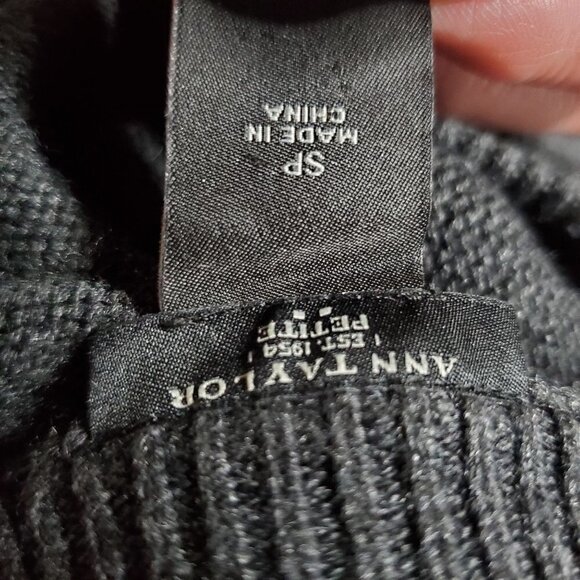 ANN TAYLOR
EST. 1954
PETITE
SP
MADE IN
CHINA